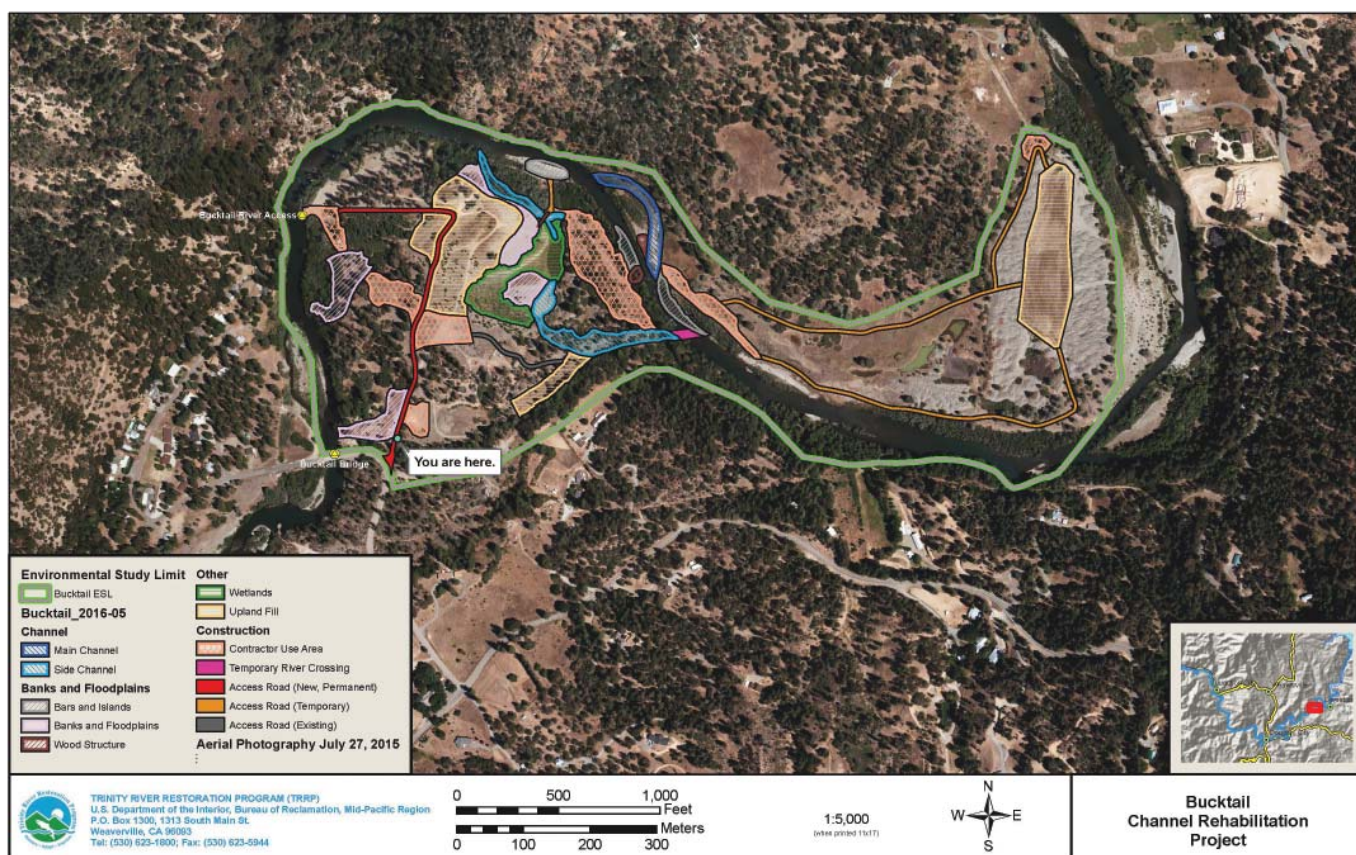 Bucktail River Access
Bucktail Bridge
You are here.
Environmental Study Limit
Bucktail ESL
Bucktail_2016-05
Channel
Main Channel
Side Channel
Banks and Floodplains
Bars and Islands
Banks and Floodplains
Wood Structure
Other
Wetlands
Upland Fill
Construction
Contractor Use Area
Temporary River Crossing
Access Road (New, Permanent)
Access Road (Temporary)
Access Road (Existing)
Aerial Photography July 27, 2015
TRINITY RIVER RESTORATION PROGRAM (TRRP)
U.S. Department of the Interior, Bureau of Reclamation, Mid-Pacific Region
P.O. Box 1300, 1313 South Main St.
Weaverville, CA 96093
Tel: (530) 623-1800; Fax: (530) 623-5944
0 500 1,000
Feet
Meters
0 100 200 300
1:5,000
(when printed 11x17)
N
W E
S
Bucktail
Channel Rehabilitation
Project